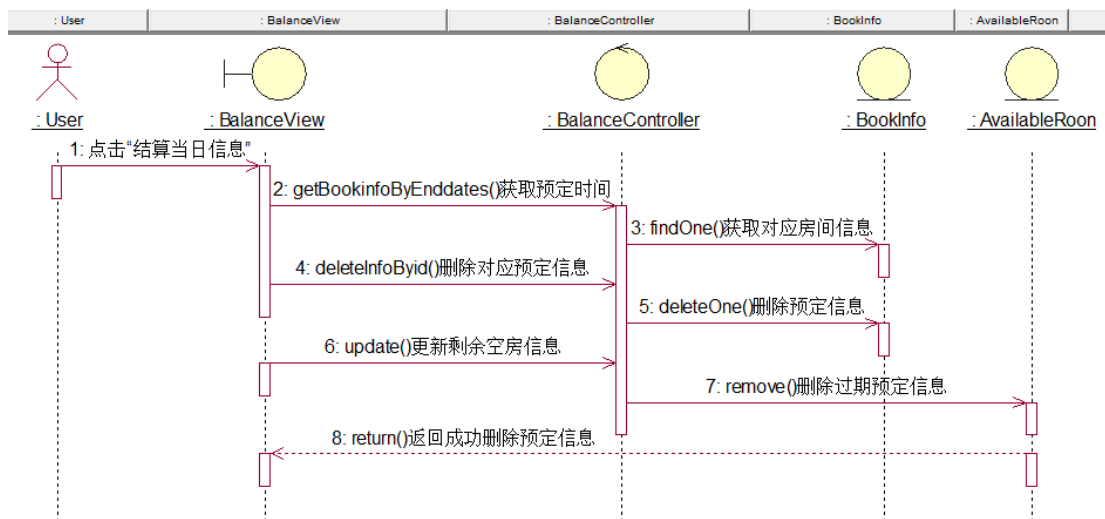 : User
: BalanceView
: BalanceController
: BookInfo
: AvailableRoon
: User
: BalanceView
: BalanceController
: BookInfo
: AvailableRoon
1: 点击“结算当日信息”
2: getBookinfoByEnddates()获取预定时间
3: findOne()获取对应房间信息
4: deleteInfoByid()删除对应预定信息
5: deleteOne()删除预定信息
6: update()更新剩余空房信息
7: remove()删除过期预定信息
8: return()返回成功删除预定信息